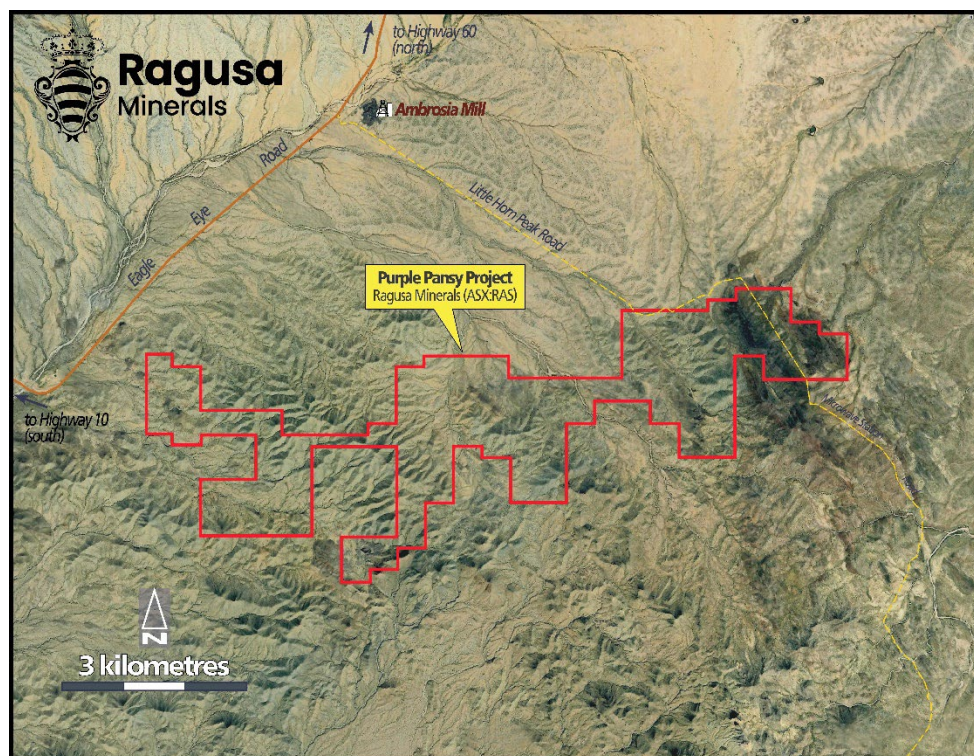 Ragusa
Minerals
to Highway 60
(north)
Ambrosia Mill
Eagle Eye Road
Little Horn Peak Road
Purple Pansy Project
Ragusa Minerals (ASX:RAS)
to Highway 10
(south)
N
3 kilometres